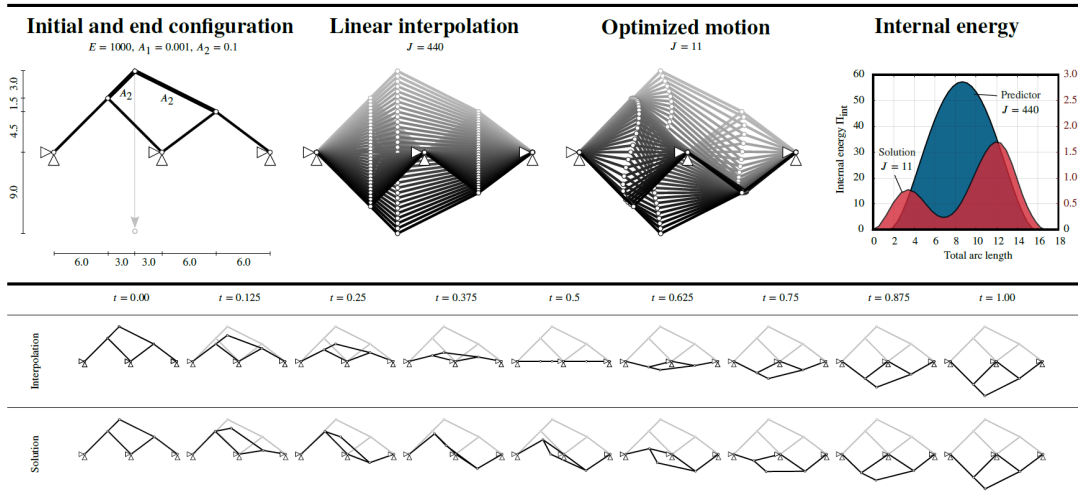 Initial and end configuration
E = 1000, A₁ = 0.001, A₂ = 0.1
3.0
1.5
4.5
9.0
A₂
A₂
6.0 3.0 3.0 6.0 6.0
Linear interpolation
J = 440
Optimized motion
J = 11
Internal energy
60
50
40
30
20
10
0
Internal energy Πint
3.0
2.5
2.0
1.5
1.0
0.5
0.0
Predictor
J = 440
Solution
J = 11
0 2 4 6 8 10 12 14 16 18
Total arc length
t = 0.00 t = 0.125 t = 0.25 t = 0.375 t = 0.5 t = 0.625 t = 0.75 t = 0.875 t = 1.00
Interpolation
Solution